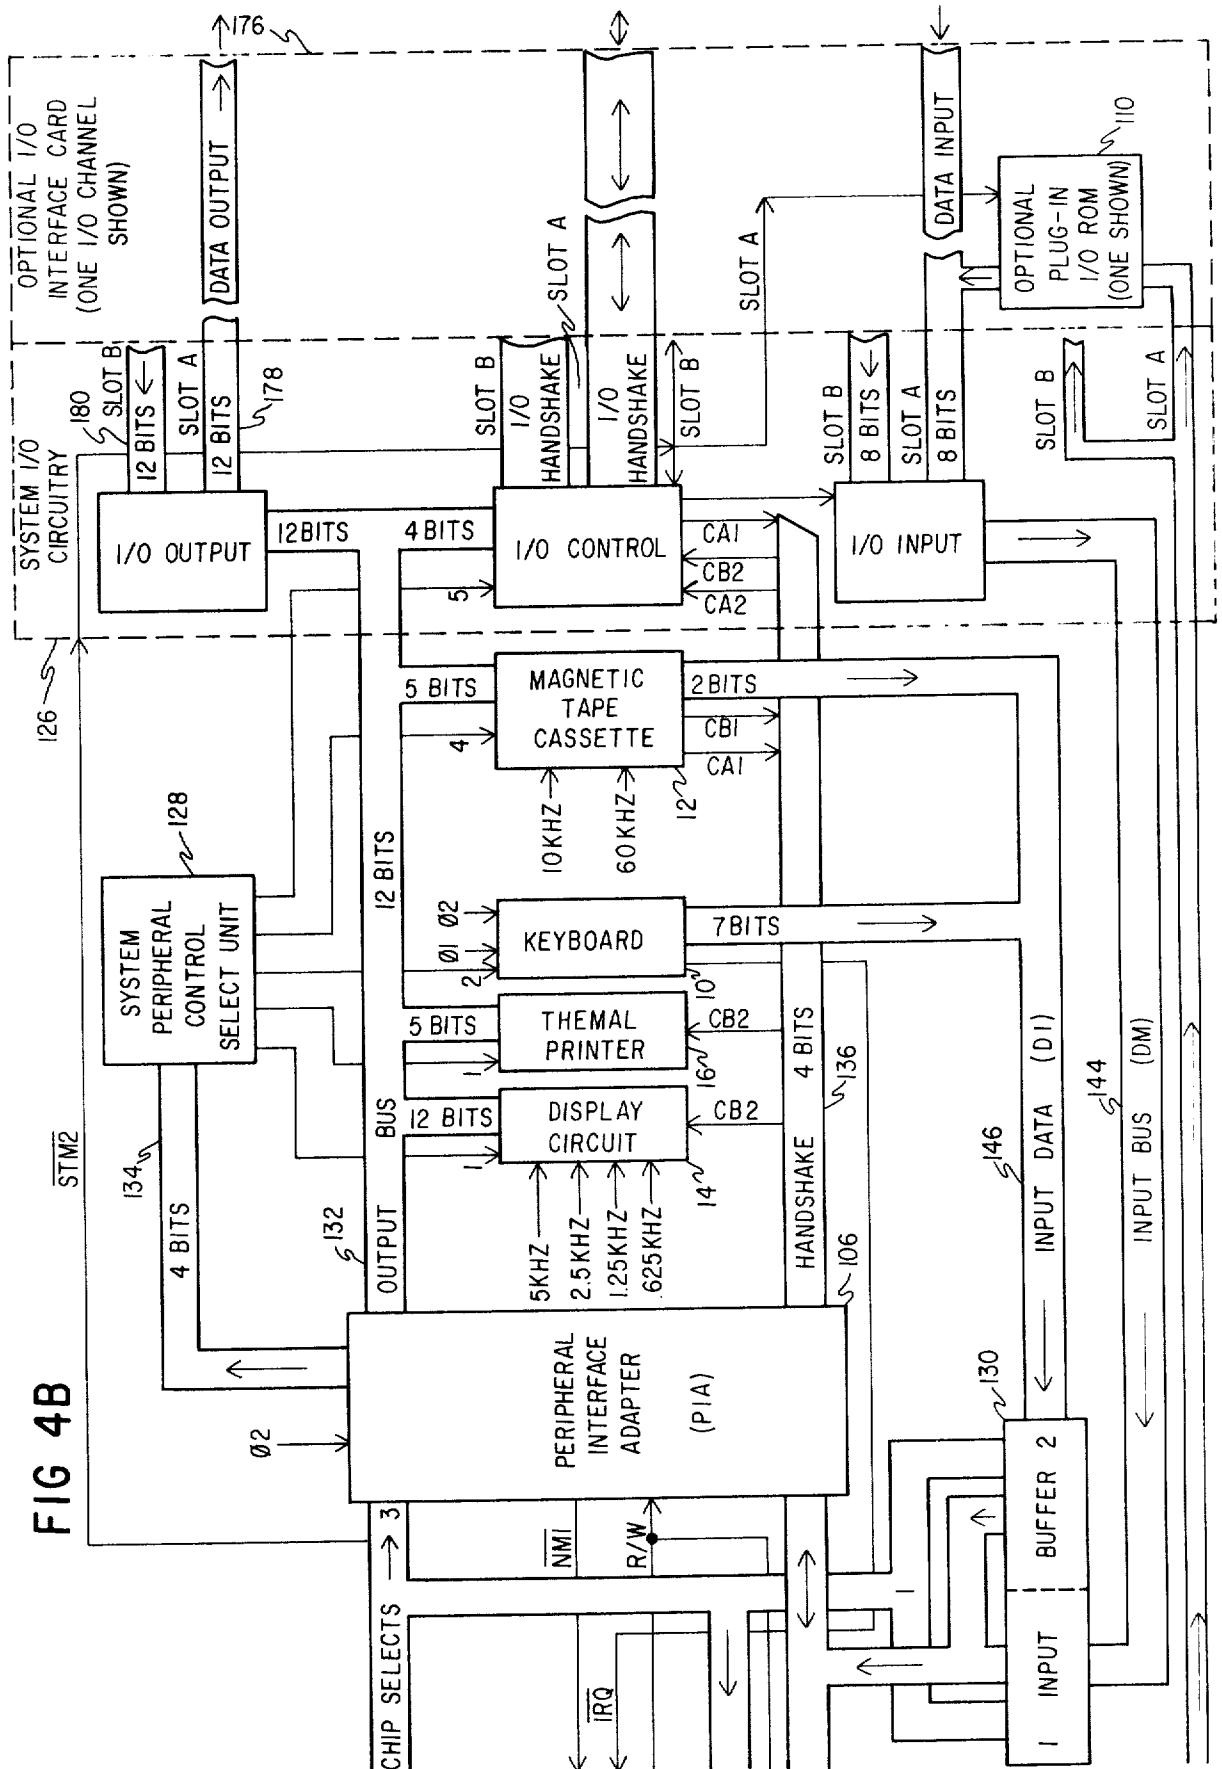 FIG 4B
176
OPTIONAL I/O
INTERFACE CARD
(ONE I/O CHANNEL
SHOWN)
DATA OUTPUT
SLOT A
DATA INPUT
110
OPTIONAL
PLUG-IN
I/O ROM
(ONE SHOWN)
SLOT A
SYSTEM I/O
CIRCUITRY
180
SLOT B
12 BITS
SLOT A
12 BITS
178
I/O OUTPUT
12 BITS
SLOT B
I/O
HANDSHAKE
I/O
HANDSHAKE
SLOT B
4 BITS
5
I/O CONTROL
CA1
CB2
CA2
SLOT B
8 BITS
SLOT A
8 BITS
I/O INPUT
SLOT B
SLOT A
126
5 BITS
4
MAGNETIC
TAPE
CASSETTE
2 BITS
CB1
CA1
10KHZ
60KHZ
12
128
SYSTEM
PERIPHERAL
CONTROL
SELECT UNIT
12 BITS
Ø2
Ø1
2
KEYBOARD
7 BITS
10
5 BITS
1
THEMAL
PRINTER
CB2
16
STM2
134
4 BITS
132
OUTPUT
BUS
12 BITS
1
DISPLAY
CIRCUIT
CB2
14
5KHZ
2.5KHZ
1.25KHZ
.625KHZ
HANDSHAKE
4 BITS
136
106
146
INPUT DATA (DI)
144
INPUT BUS (DM)
Ø2
PERIPHERAL
INTERFACE
ADAPTER
(PIA)
130
CHIP SELECTS
3
NMI
R/W
IRQ
1
1 INPUT
BUFFER 2